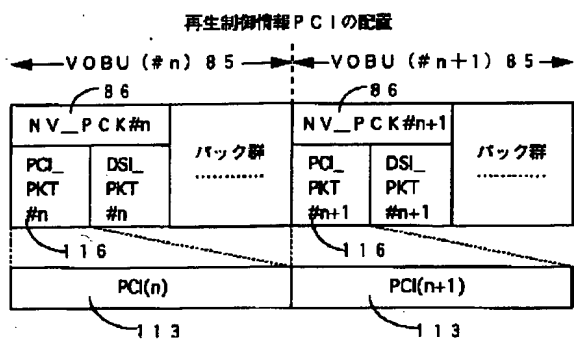 再生制御情報PCIの配置
VOBU (#n) 85 VOBU (#n+1) 85
86 86
NV_PCK#n パック群 ............ NV_PCK#n+1 パック群 ............
PCI_ DSI_ PCI_ DSI_
PKT PKT PKT PKT
#n #n #n+1 #n+1
116 116
PCI(n) PCI(n+1)
113 113